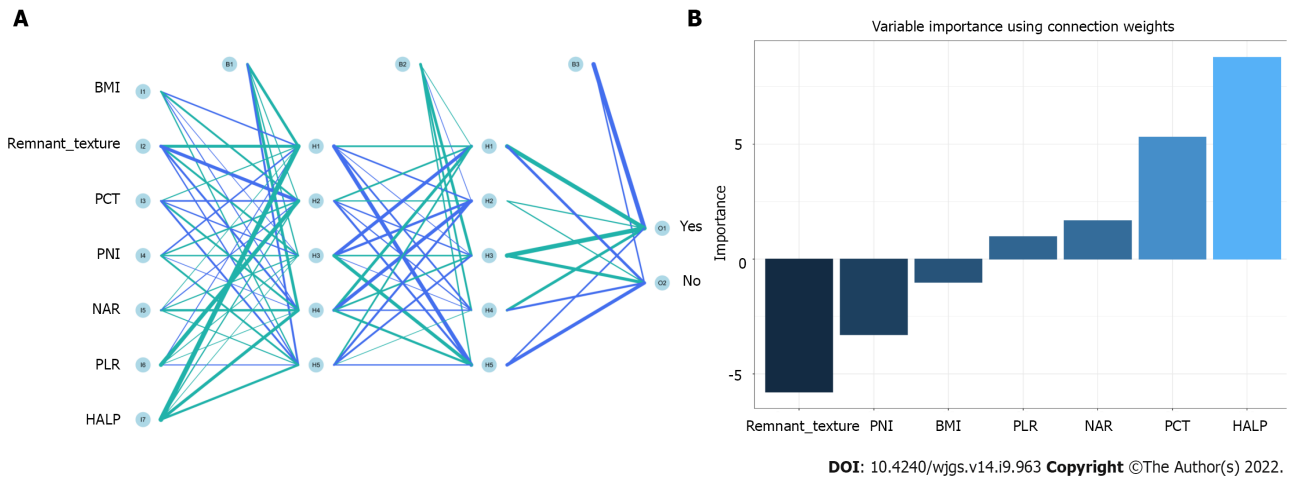 A
BMI
Remnant_texture
PCT
PNI
NAR
PLR
HALP
I1
I2
I3
I4
I5
I6
I7
B1
H1
H2
H3
H4
H5
B2
H1
H2
H3
H4
H5
B3
O1
O2
Yes
No
B
Variable importance using connection weights
Importance
5
0
-5
Remnant_texture PNI BMI PLR NAR PCT HALP
DOI: 10.4240/wjgs.v14.i9.963 Copyright ©The Author(s) 2022.